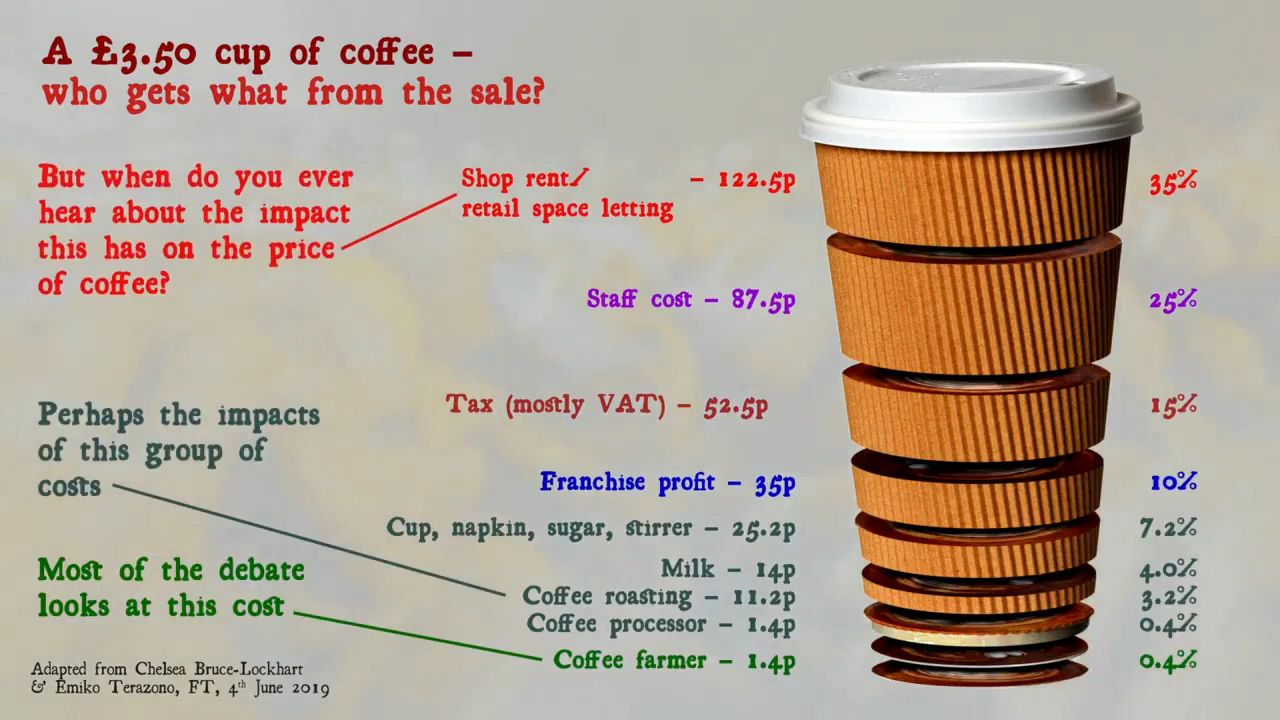 A £3.50 cup of coffee –
who gets what from the sale?
But when do you ever
hear about the impact
this has on the price
of coffee?
Shop rent/ – 122.5p 35%
retail space letting
Staff cost – 87.5p 25%
Tax (mostly VAT) – 52.5p 15%
Perhaps the impacts
of this group of
costs
Franchise profit – 35p 10%
Cup, napkin, sugar, stirrer – 25.2p 7.2%
Milk – 14p 4.0%
Coffee roasting – 11.2p 3.2%
Coffee processor – 1.4p 0.4%
Most of the debate
looks at this cost
Coffee farmer – 1.4p 0.4%
Adapted from Chelsea Bruce-Lockhart
& Emiko Terazono, FT, 4th June 2019